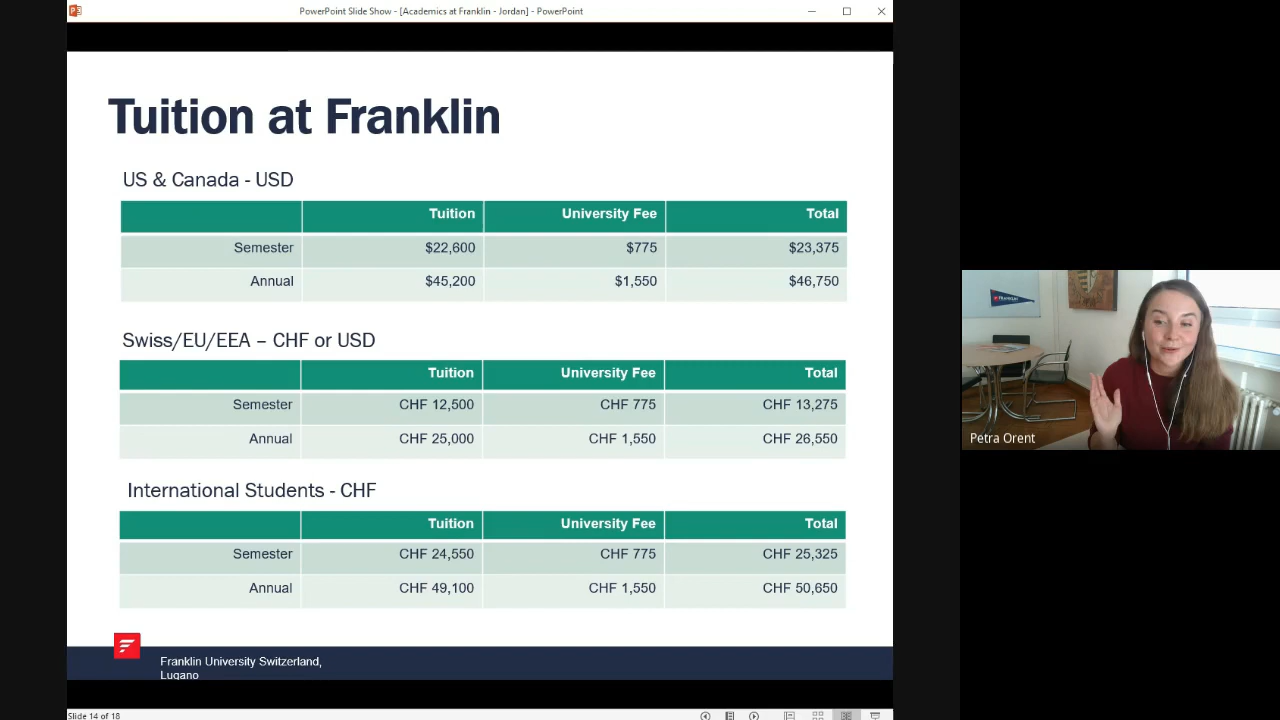 PowerPoint Slide Show - [Academics at Franklin - Jordan] - PowerPoint
Tuition at Franklin
US & Canada - USD
Tuition University Fee Total
Semester $22,600 $775 $23,375
Annual $45,200 $1,550 $46,750
Swiss/EU/EEA – CHF or USD
Tuition University Fee Total
Semester CHF 12,500 CHF 775 CHF 13,275
Annual CHF 25,000 CHF 1,550 CHF 26,550
International Students - CHF
Tuition University Fee Total
Semester CHF 24,550 CHF 775 CHF 25,325
Annual CHF 49,100 CHF 1,550 CHF 50,650
Franklin University Switzerland,
Lugano
Slide 14 of 18
FRANKLIN
Petra Orent